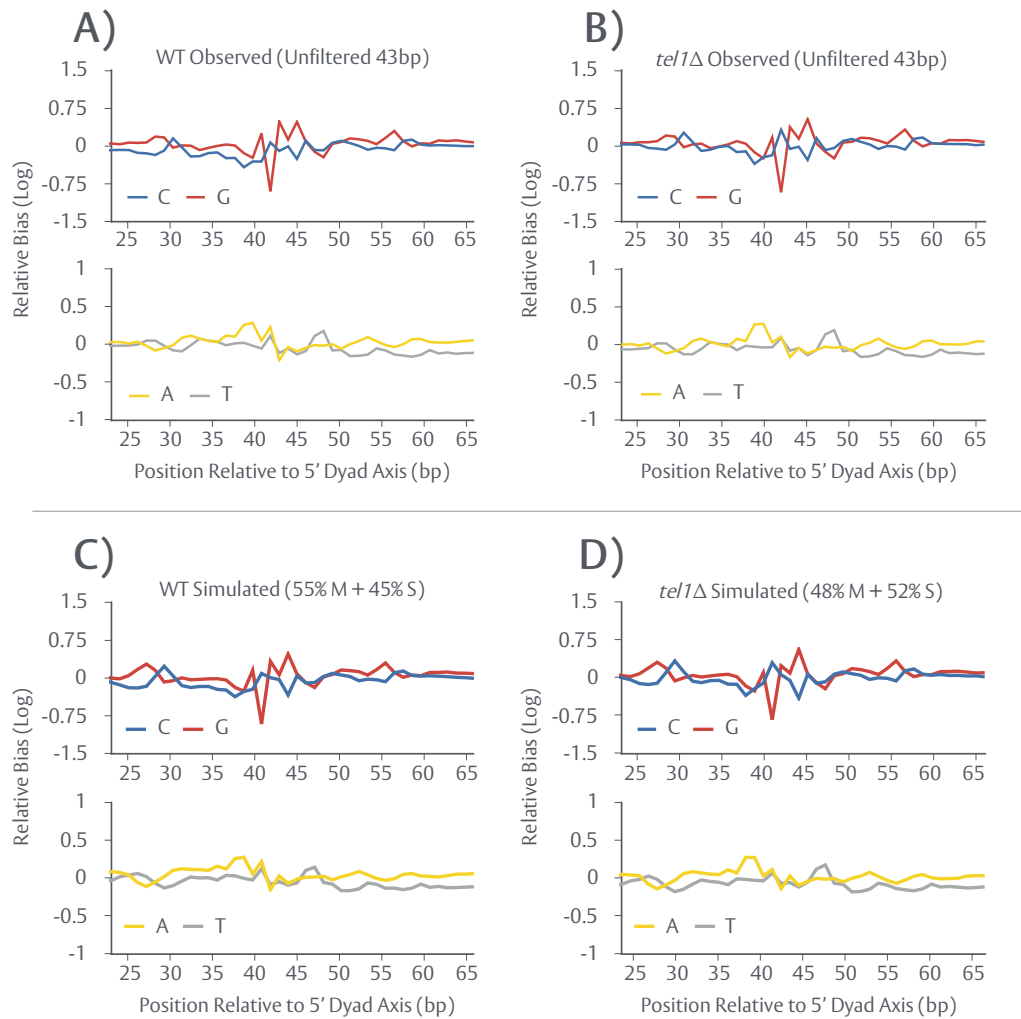 A)
WT Observed (Unfiltered 43bp)
1.5
0.75
0
-0.75
-1.5
C G
25 30 35 40 45 50 55 60 65
1
0.5
0
-0.5
-1
A T
25 30 35 40 45 50 55 60 65
Relative Bias (Log)
Position Relative to 5' Dyad Axis (bp)
B)
tel1Δ Observed (Unfiltered 43bp)
1.5
0.75
0
-0.75
-1.5
C G
25 30 35 40 45 50 55 60 65
1
0.5
0
-0.5
-1
A T
25 30 35 40 45 50 55 60 65
Relative Bias (Log)
Position Relative to 5' Dyad Axis (bp)
C)
WT Simulated (55% M + 45% S)
1.5
0.75
0
-0.75
-1.5
C G
25 30 35 40 45 50 55 60 65
1
0.5
0
-0.5
-1
A T
25 30 35 40 45 50 55 60 65
Relative Bias (Log)
Position Relative to 5' Dyad Axis (bp)
D)
tel1Δ Simulated (48% M + 52% S)
1.5
0.75
0
-0.75
-1.5
C G
25 30 35 40 45 50 55 60 65
1
0.5
0
-0.5
-1
A T
25 30 35 40 45 50 55 60 65
Relative Bias (Log)
Position Relative to 5' Dyad Axis (bp)